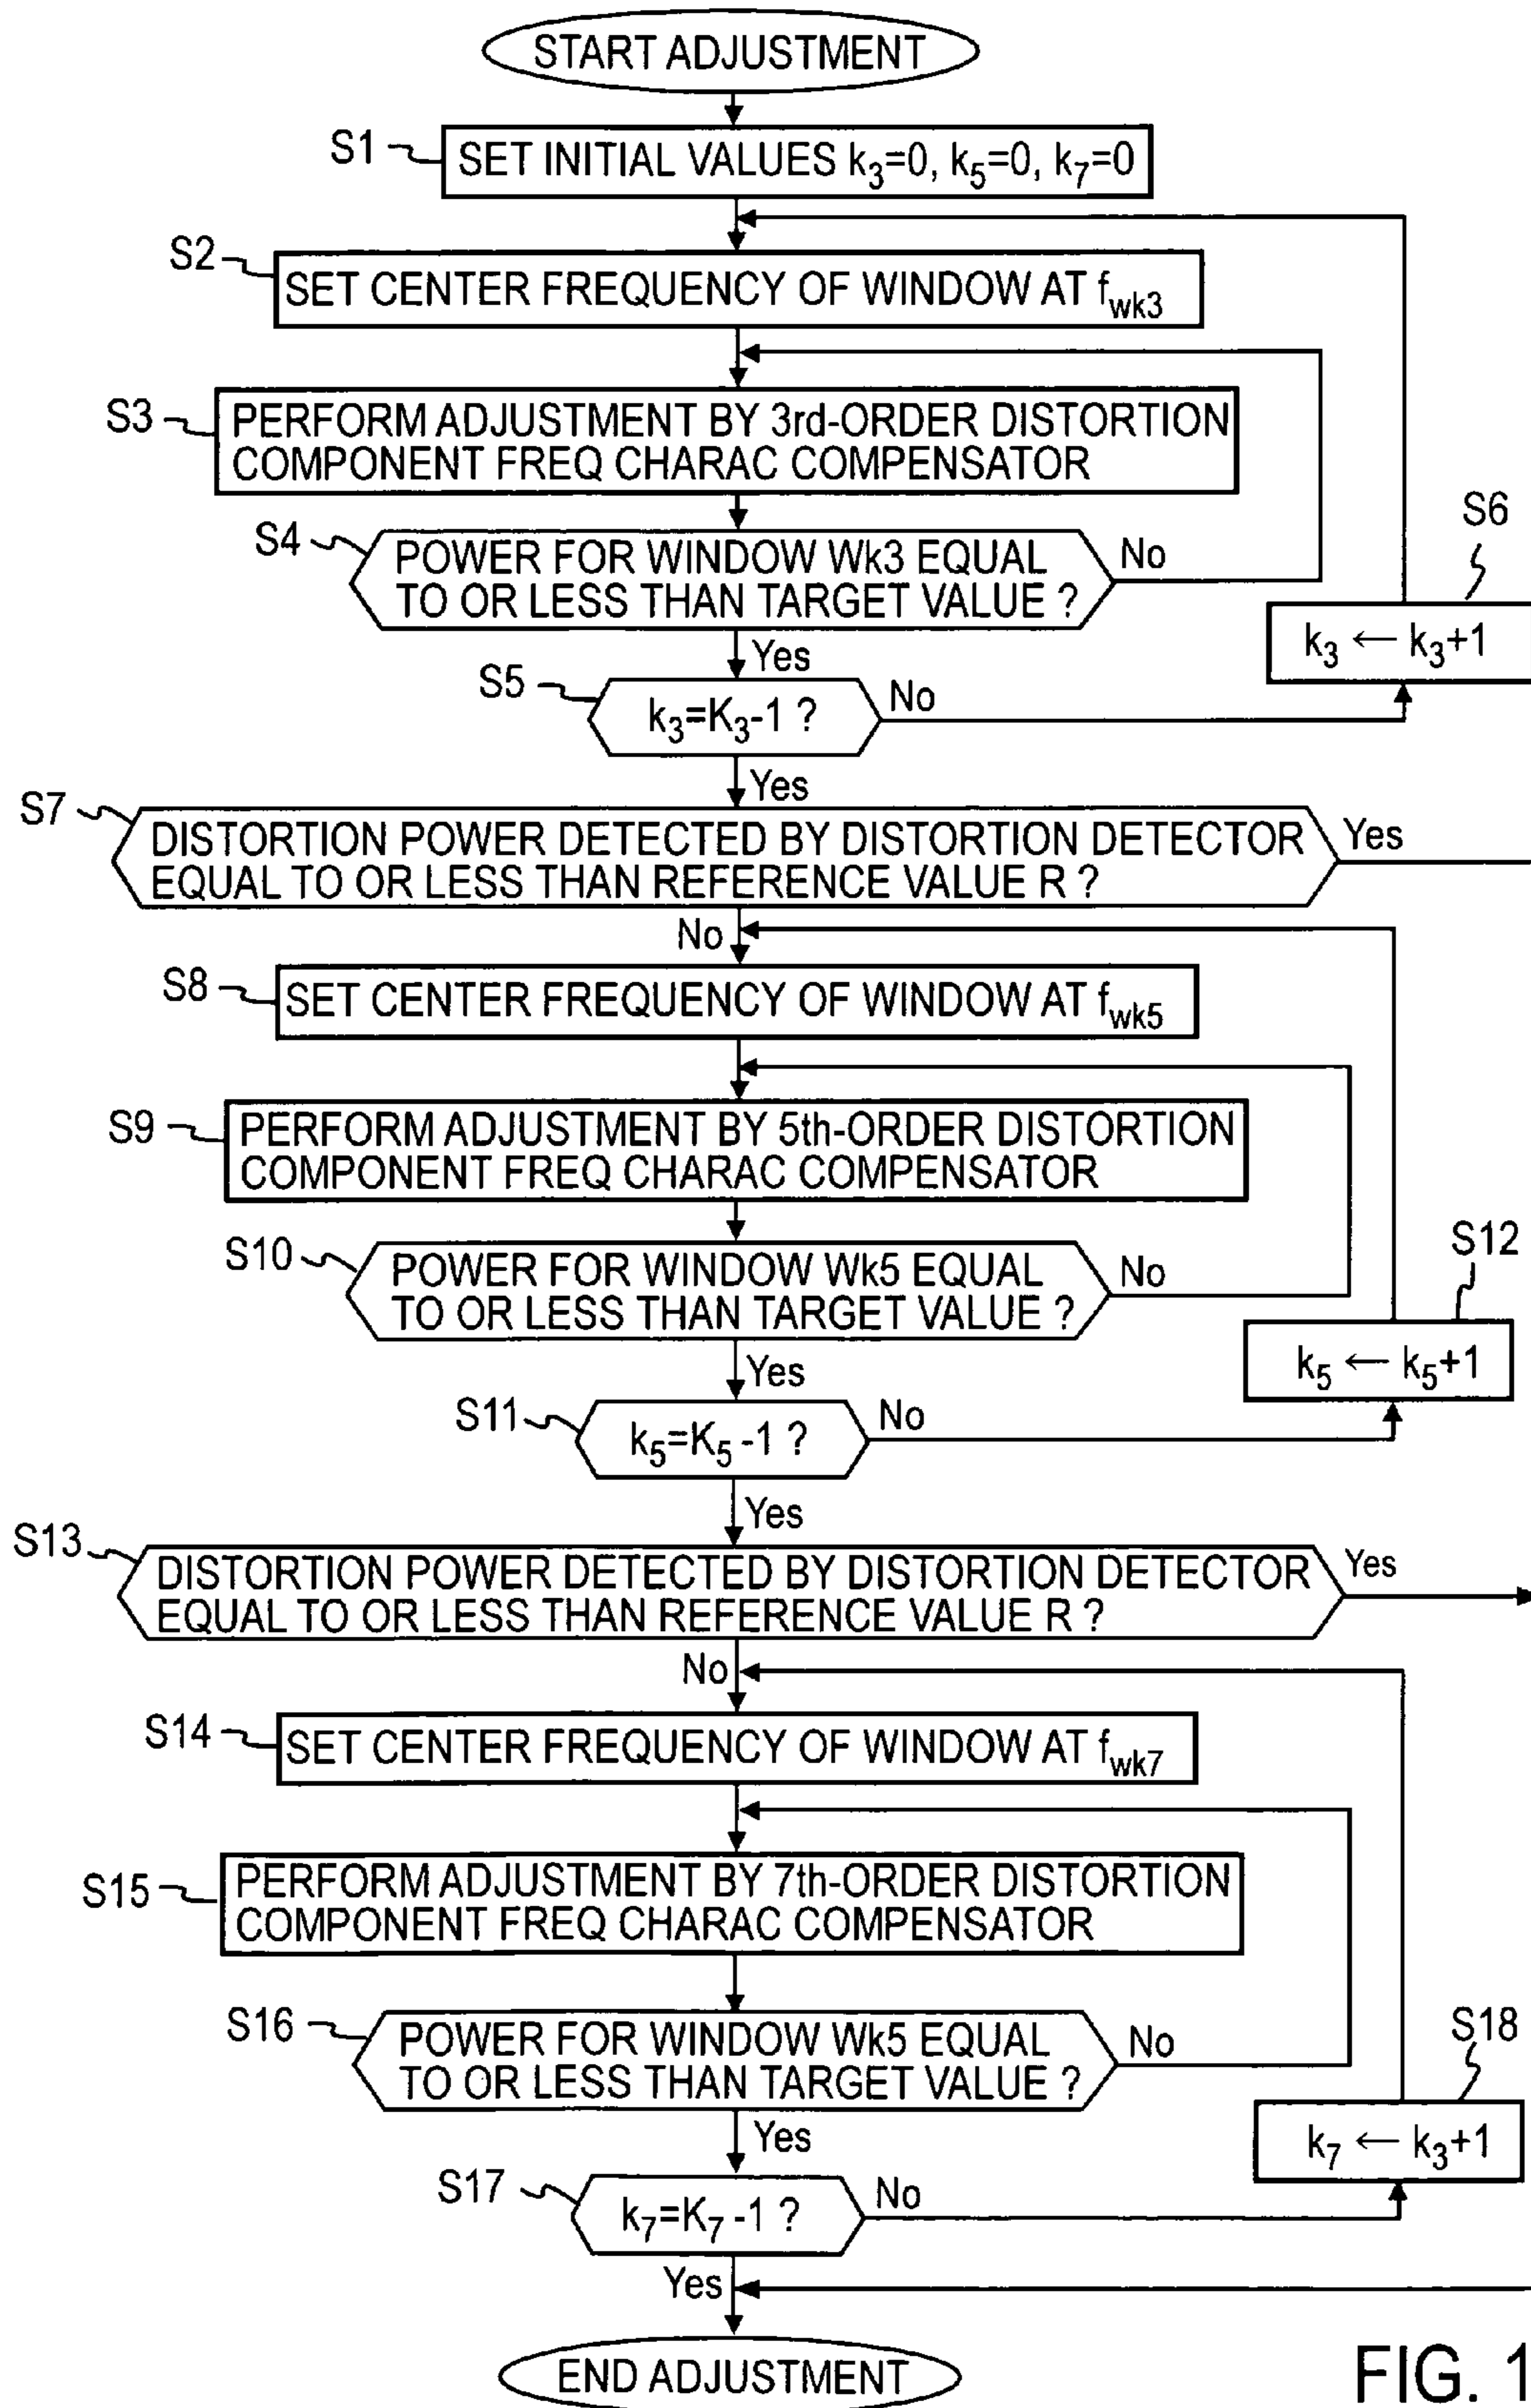 START ADJUSTMENT
S1
SET INITIAL VALUES k3=0, k5=0, k7=0
S2
SET CENTER FREQUENCY OF WINDOW AT fwk3
S3
PERFORM ADJUSTMENT BY 3rd-ORDER DISTORTION
COMPONENT FREQ CHARAC COMPENSATOR
S4
POWER FOR WINDOW Wk3 EQUAL
TO OR LESS THAN TARGET VALUE ?
No
S6
k3 ← k3+1
Yes
S5
k3=K3-1 ?
No
Yes
S7
DISTORTION POWER DETECTED BY DISTORTION DETECTOR
EQUAL TO OR LESS THAN REFERENCE VALUE R ?
Yes
No
S8
SET CENTER FREQUENCY OF WINDOW AT fwk5
S9
PERFORM ADJUSTMENT BY 5th-ORDER DISTORTION
COMPONENT FREQ CHARAC COMPENSATOR
S10
POWER FOR WINDOW Wk5 EQUAL
TO OR LESS THAN TARGET VALUE ?
No
S12
k5 ← k5+1
Yes
S11
k5=K5-1 ?
No
Yes
S13
DISTORTION POWER DETECTED BY DISTORTION DETECTOR
EQUAL TO OR LESS THAN REFERENCE VALUE R ?
Yes
No
S14
SET CENTER FREQUENCY OF WINDOW AT fwk7
S15
PERFORM ADJUSTMENT BY 7th-ORDER DISTORTION
COMPONENT FREQ CHARAC COMPENSATOR
S16
POWER FOR WINDOW Wk5 EQUAL
TO OR LESS THAN TARGET VALUE ?
No
S18
k7 ← k3+1
Yes
S17
k7=K7-1 ?
No
Yes
END ADJUSTMENT
FIG. 1